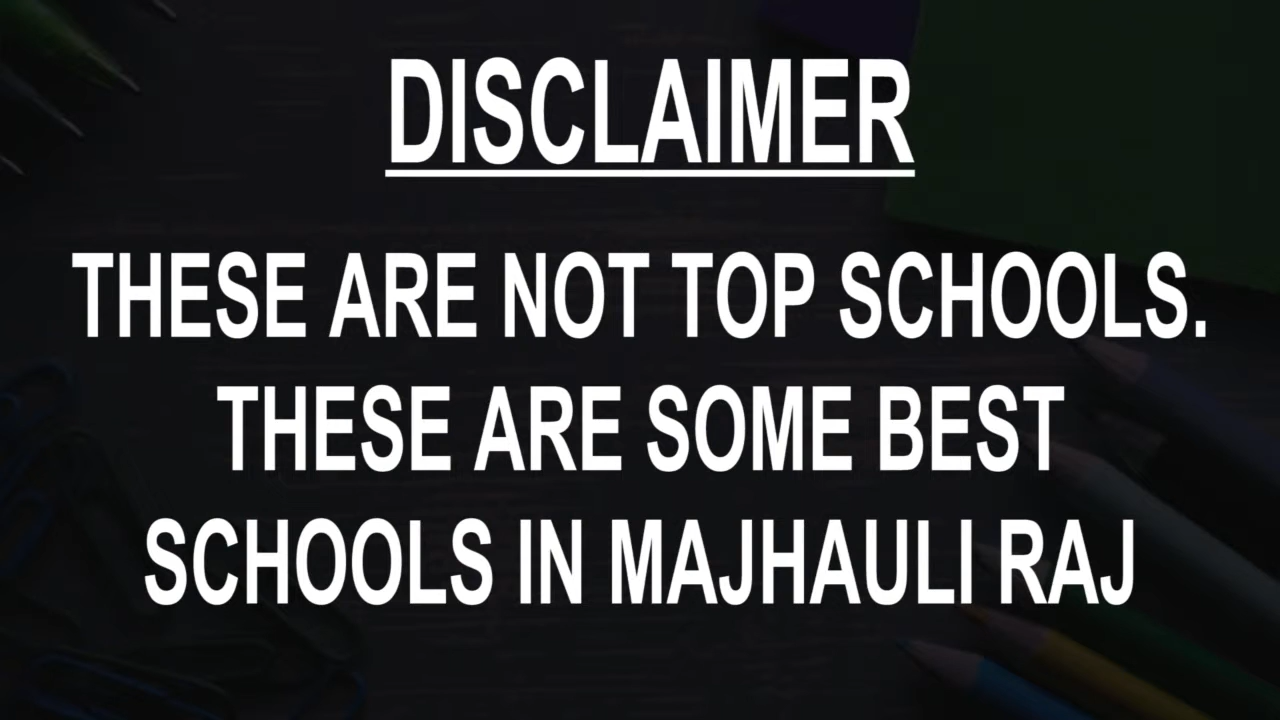 DISCLAIMER
THESE ARE NOT TOP SCHOOLS.
THESE ARE SOME BEST
SCHOOLS IN MAJHAULI RAJ